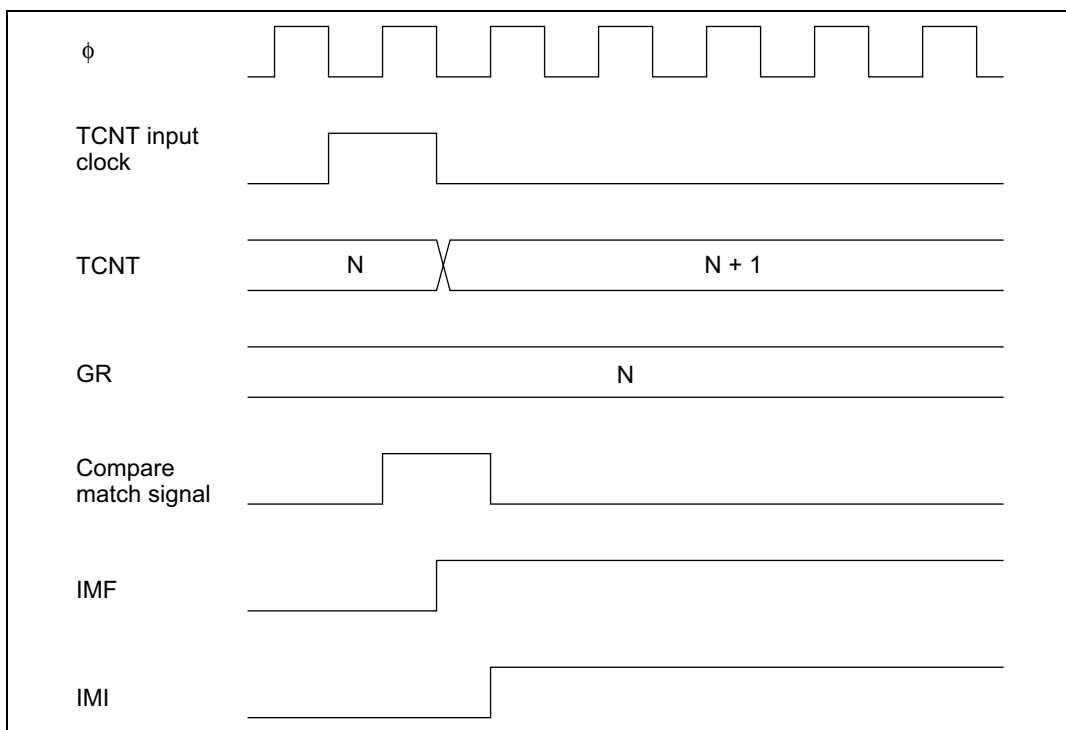 ϕ
TCNT input
clock
TCNT
N
N + 1
GR
N
Compare
match signal
IMF
IMI